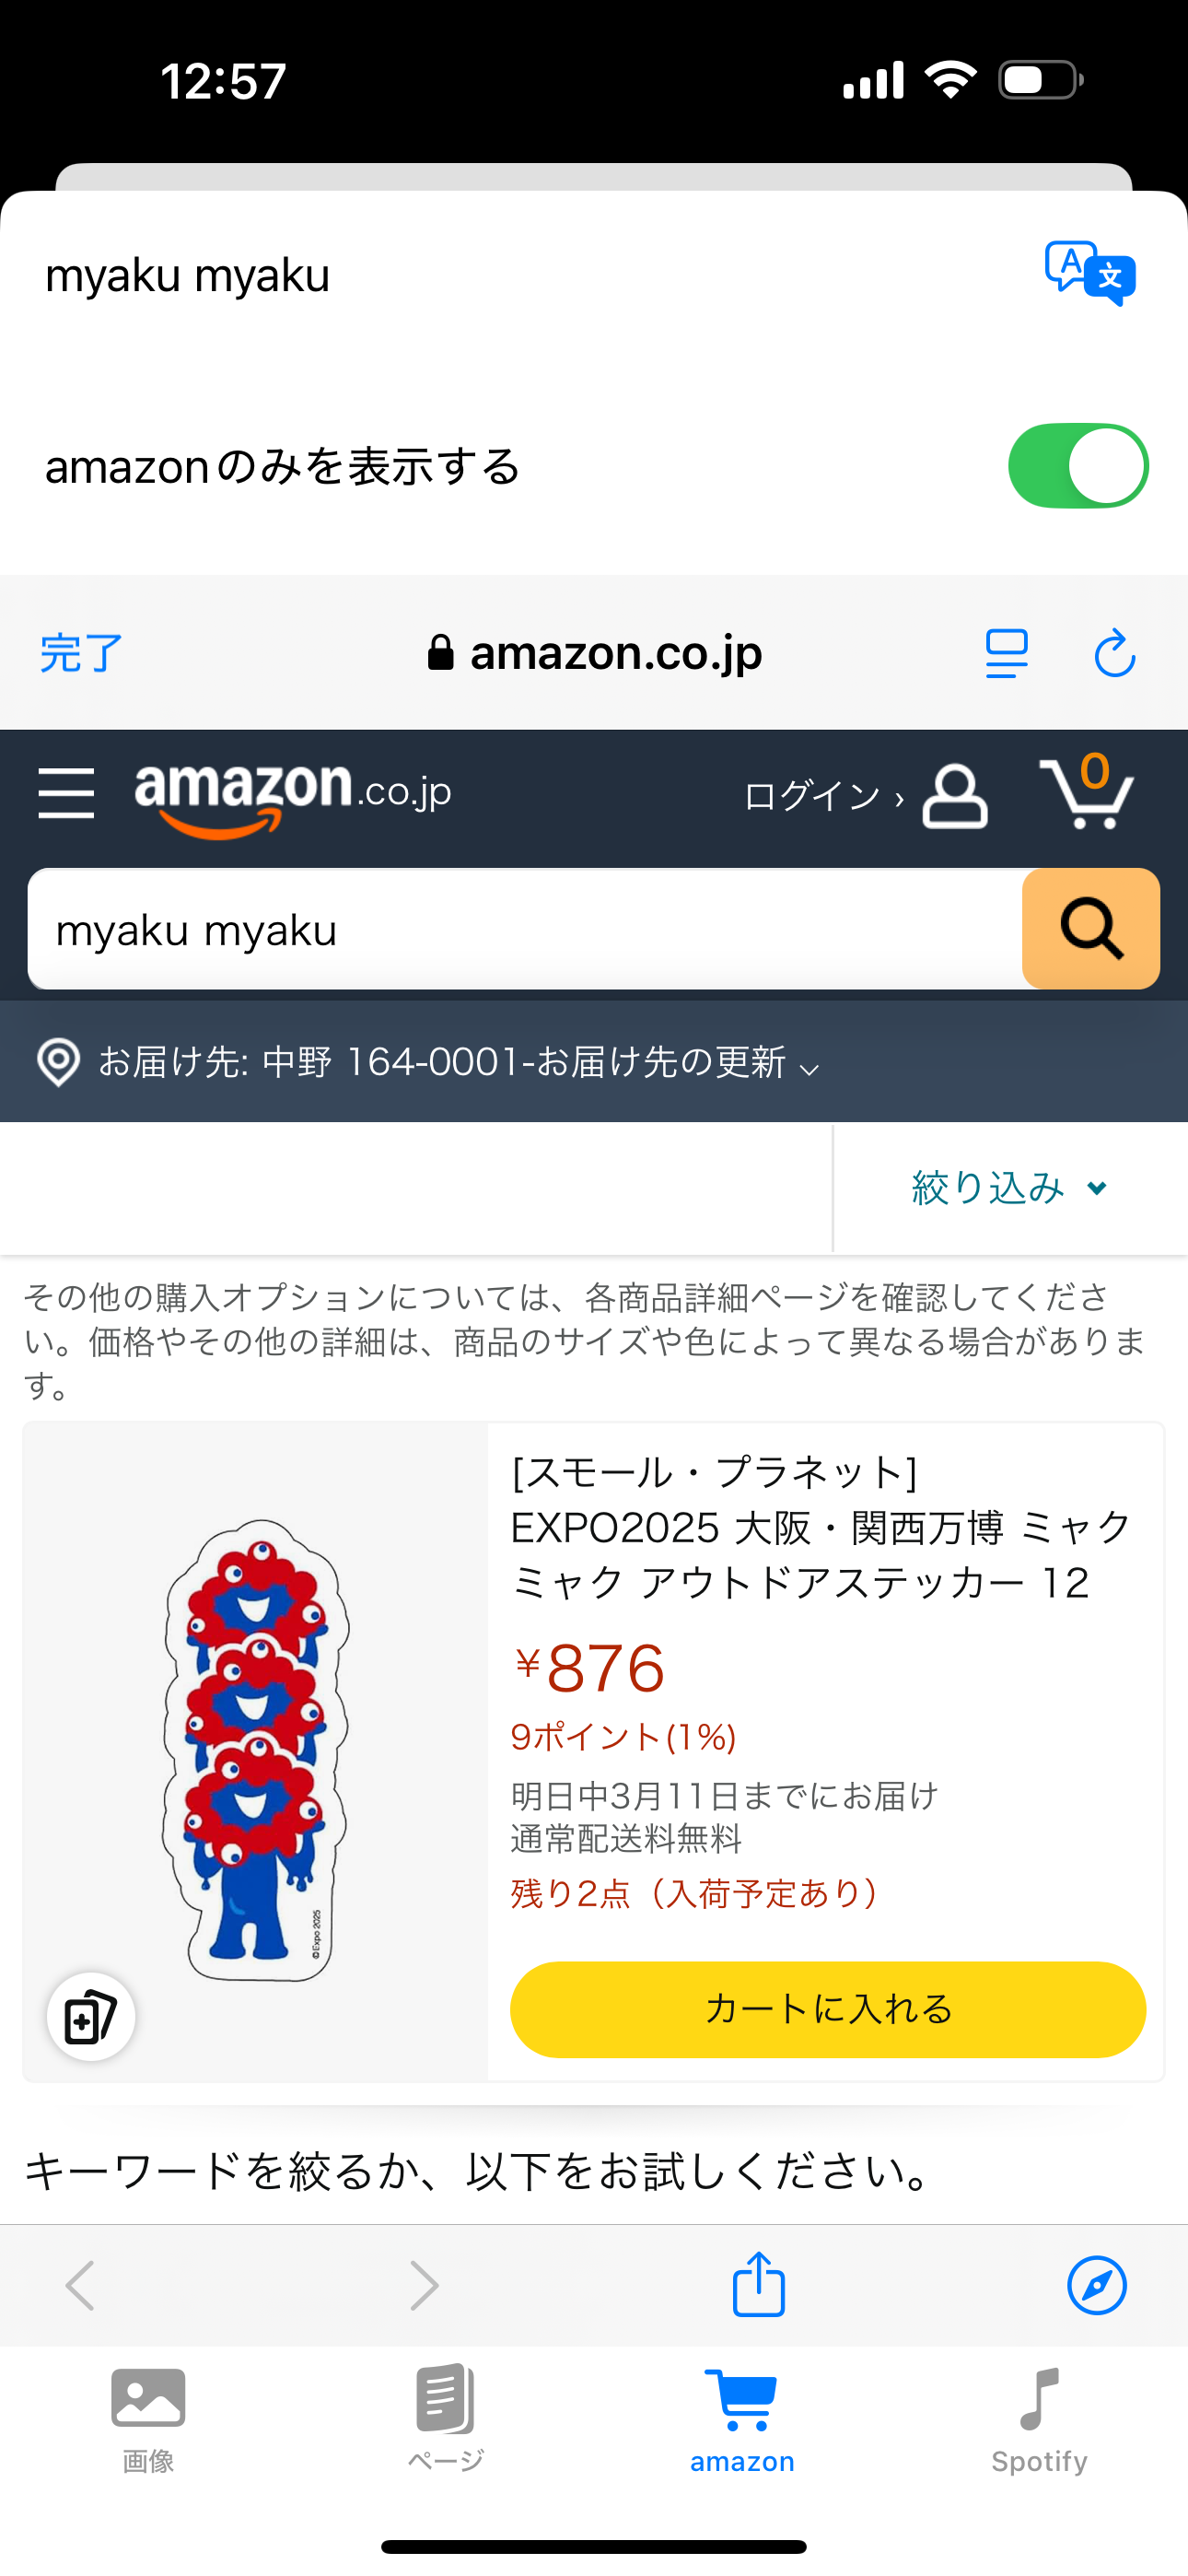 12:57
myaku myaku
A 文
amazonのみを表示する
完了
amazon.co.jp
amazon.co.jp
ログイン ›
0
myaku myaku
お届け先: 中野 164-0001-お届け先の更新
絞り込み
その他の購入オプションについては、各商品詳細ページを確認してくださ
い。価格やその他の詳細は、商品のサイズや色によって異なる場合がありま
す。
[スモール・プラネット]
EXPO2025 大阪・関西万博 ミャク
ミャク アウトドアステッカー 12
¥876
9ポイント(1%)
明日中3月11日までにお届け
通常配送料無料
残り2点（入荷予定あり）
©Expo 2025
カートに入れる
キーワードを絞るか、以下をお試しください。
画像
ページ
amazon
Spotify